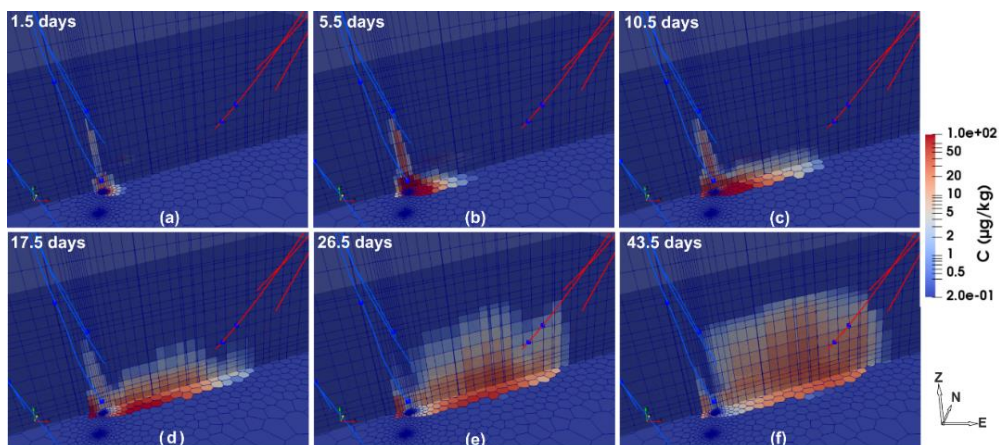 1.5 days
5.5 days
10.5 days
(a)
(b)
(c)
17.5 days
26.5 days
43.5 days
(d)
(e)
(f)
1.0e+02
50
20
10
5
2
1
0.5
2.0e-01
C (µg/kg)
Z
N
E